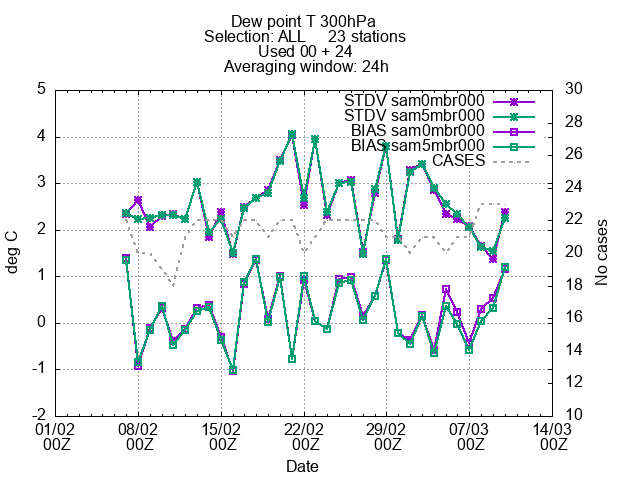 Dew point T 300hPa
Selection: ALL     23 stations
Used 00 + 24
Averaging window: 24h
STDV sam0mbr000
STDV sam5mbr000
BIAS sam0mbr000
BIAS sam5mbr000
CASES
deg C
5
4
3
2
1
0
-1
-2
No cases
30
28
26
24
22
20
18
16
14
12
10
01/02 08/02 15/02 22/02 29/02 07/03 14/03
00Z 00Z 00Z 00Z 00Z 00Z 00Z
Date